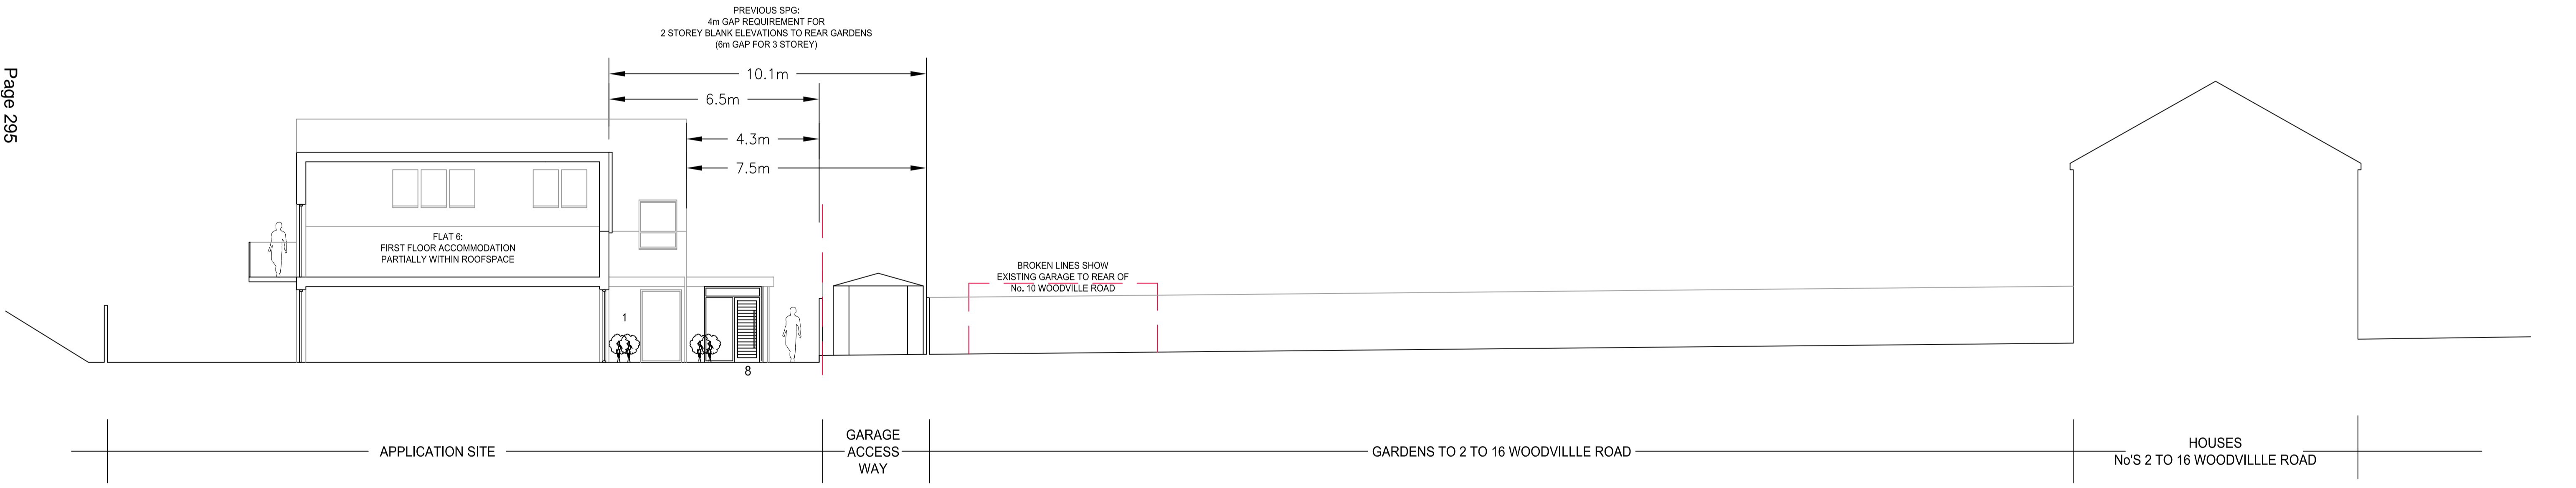 Page 295
PREVIOUS SPG:
4m GAP REQUIREMENT FOR
2 STOREY BLANK ELEVATIONS TO REAR GARDENS
(6m GAP FOR 3 STOREY)
10.1m
6.5m
4.3m
7.5m
FLAT 6:
FIRST FLOOR ACCOMMODATION
PARTIALLY WITHIN ROOFSPACE
BROKEN LINES SHOW
EXISTING GARAGE TO REAR OF
No. 10 WOODVILLE ROAD
1
8
APPLICATION SITE
GARAGE
ACCESS
WAY
GARDENS TO 2 TO 16 WOODVILLLE ROAD
HOUSES
No'S 2 TO 16 WOODVILLLE ROAD